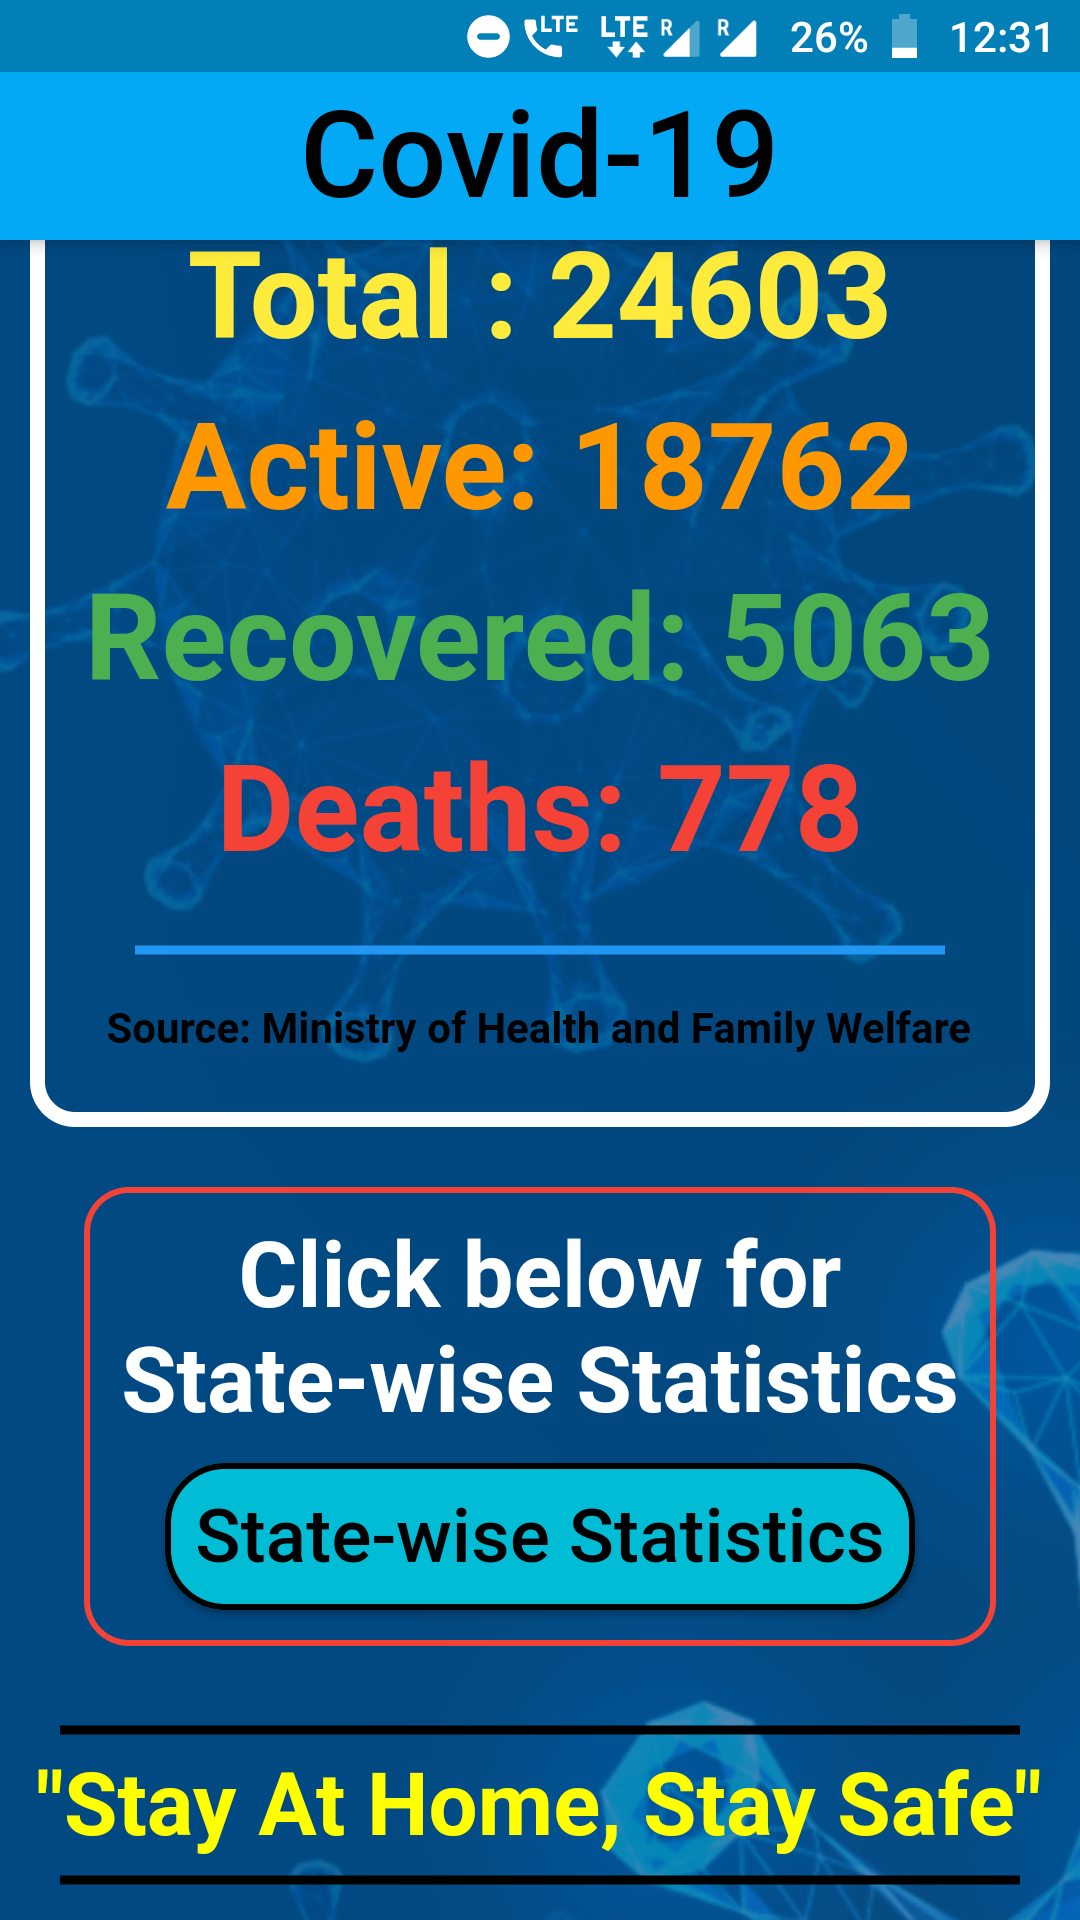 LTE LTE R R 26% 12:31
Covid-19
Total : 24603
Active: 18762
Recovered: 5063
Deaths: 778
Source: Ministry of Health and Family Welfare
Click below for
State-wise Statistics
State-wise Statistics
"Stay At Home, Stay Safe"